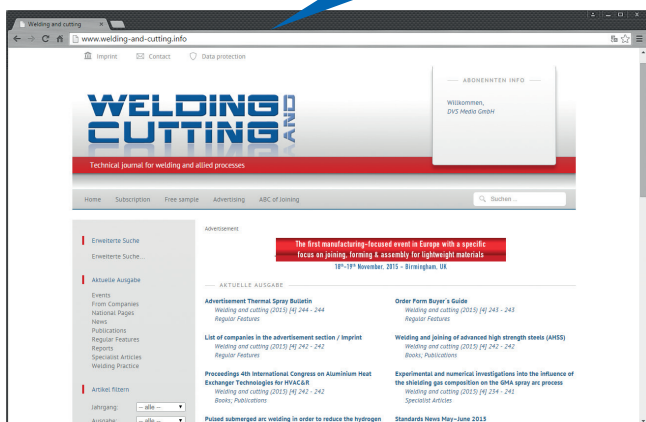 Welding and cutting
www.welding-and-cutting.info
Imprint Contact Data protection
ABONENNTEN INFO
Willkommen,
DVS Media GmbH
WELDING
AND
CUTTING
Technical journal for welding and allied processes
Home Subscription Free sample Advertising ABC of Joining
Suchen ...
Erweiterte Suche
Erweiterte Suche...
Aktuelle Ausgabe
Events
From Companies
National Pages
News
Publications
Regular Features
Reports
Specialist Articles
Welding Practice
Artikel filtern
Jahrgang: -- alle --
Ausgabe: -- alle --
Advertisement
The first manufacturing-focused event in Europe with a specific
focus on joining, forming & assembly for lightweight materials
18th-19th November, 2015 - Birmingham, UK
AKTUELLE AUSGABE
Advertisement Thermal Spray Bulletin
Welding and cutting (2015) [4] 244 - 244
Regular Features
Order Form Buyer´s Guide
Welding and cutting (2015) [4] 243 - 243
Regular Features
List of companies in the advertisement section / Imprint
Welding and cutting (2015) [4] 242 - 242
Regular Features
Welding and joining of advanced high strength steels (AHSS)
Welding and cutting (2015) [4] 242 - 242
Books; Publications
Proceedings 4th International Congress on Aluminium Heat
Exchanger Technologies for HVAC&R
Welding and cutting (2015) [4] 242 - 242
Books; Publications
Experimental and numerical investigations into the influence of
the shielding gas composition on the GMA spray arc process
Welding and cutting (2015) [4] 234 - 241
Specialist Articles
Pulsed submerged arc welding in order to reduce the hydrogen
Standards News May-June 2015